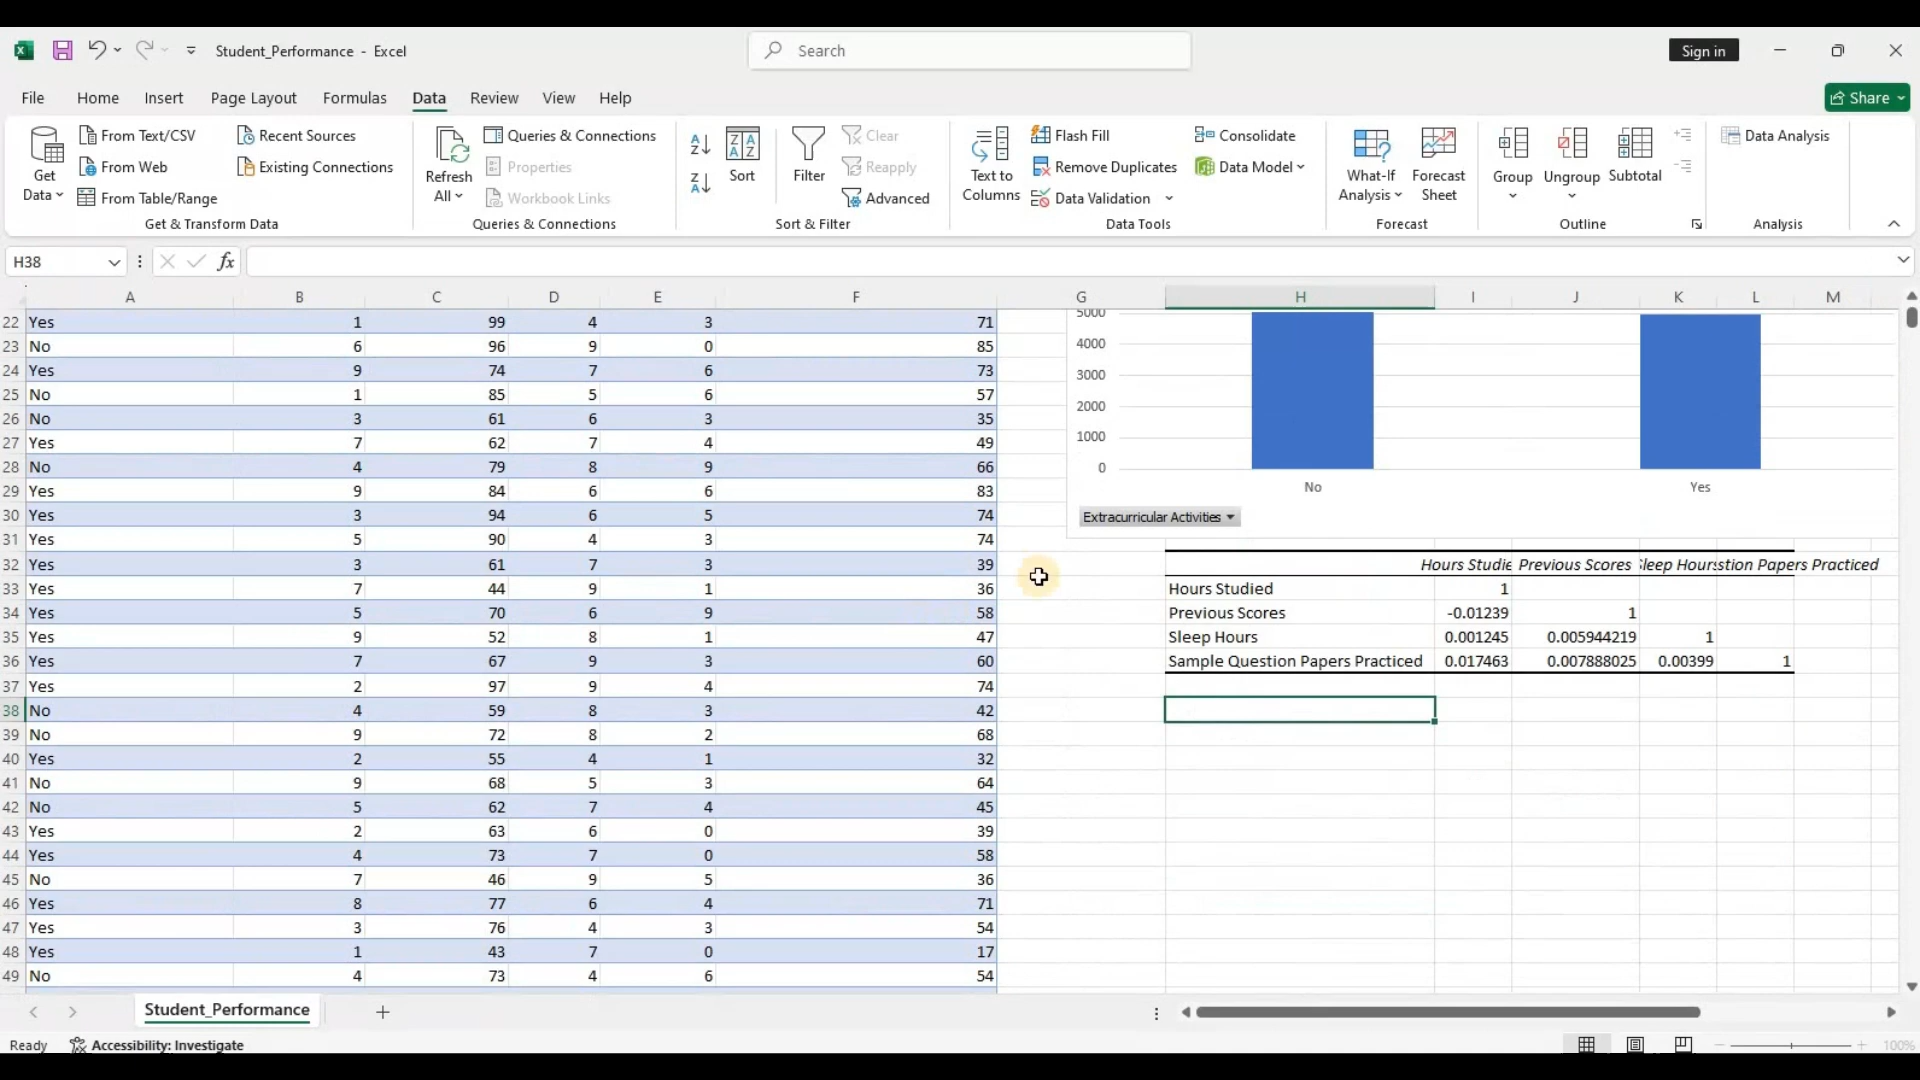 Student_Performance - Excel
Search
Sign in
File Home Insert Page Layout Formulas Data Review View Help
Share
Get Data
From Text/CSV
From Web
From Table/Range
Recent Sources
Existing Connections
Get & Transform Data
Refresh All
Queries & Connections
Properties
Workbook Links
Queries & Connections
Sort
Filter
Clear
Reapply
Advanced
Sort & Filter
Text to Columns
Flash Fill
Remove Duplicates
Data Validation
Consolidate
Data Model
Data Tools
What-If Analysis
Forecast Sheet
Forecast
Group
Ungroup
Subtotal
Outline
Data Analysis
Analysis
H38
fx
A B C D E F G H I J K L M
22 Yes 1 99 4 3 71
23 No 6 96 9 0 85
24 Yes 9 74 7 6 73
25 No 1 85 5 6 57
26 No 3 61 6 3 35
27 Yes 7 62 7 4 49
28 No 4 79 8 9 66
29 Yes 9 84 6 6 83
30 Yes 3 94 6 5 74
31 Yes 5 90 4 3 74
32 Yes 3 61 7 3 39
33 Yes 7 44 9 1 36
34 Yes 5 70 6 9 58
35 Yes 9 52 8 1 47
36 Yes 7 67 9 3 60
37 Yes 2 97 9 4 74
38 No 4 59 8 3 42
39 No 9 72 8 2 68
40 Yes 2 55 4 1 32
41 No 9 68 5 3 64
42 No 5 62 7 4 45
43 Yes 2 63 6 0 39
44 Yes 4 73 7 0 58
45 No 7 46 9 5 36
46 Yes 8 77 6 4 71
47 Yes 3 76 4 3 54
48 Yes 1 43 7 0 17
49 No 4 73 4 6 54
5000
4000
3000
2000
1000
0
No Yes
Extracurricular Activities
Hours Studie Previous Scores leep Hours stion Papers Practiced
Hours Studied 1
Previous Scores -0.01239 1
Sleep Hours 0.001245 0.005944219 1
Sample Question Papers Practiced 0.017463 0.007888025 0.00399 1
Student_Performance
Ready
Accessibility: Investigate
100%